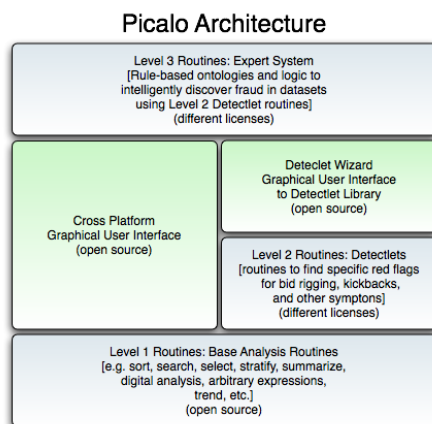 Picalo Architecture
Level 3 Routines: Expert System
[Rule-based ontologies and logic to
intelligently discover fraud in datasets
using Level 2 Detectlet routines]
(different licenses)
Cross Platform
Graphical User Interface
(open source)
Deteclet Wizard
Graphical User Interface
to Detectlet Library
(open source)
Level 2 Routines: Detectlets
[routines to find specific red flags
for bid rigging, kickbacks,
and other symptons]
(different licenses)
Level 1 Routines: Base Analysis Routines
[e.g. sort, search, select, stratify, summarize,
digital analysis, arbitrary expressions,
trend, etc.]
(open source)